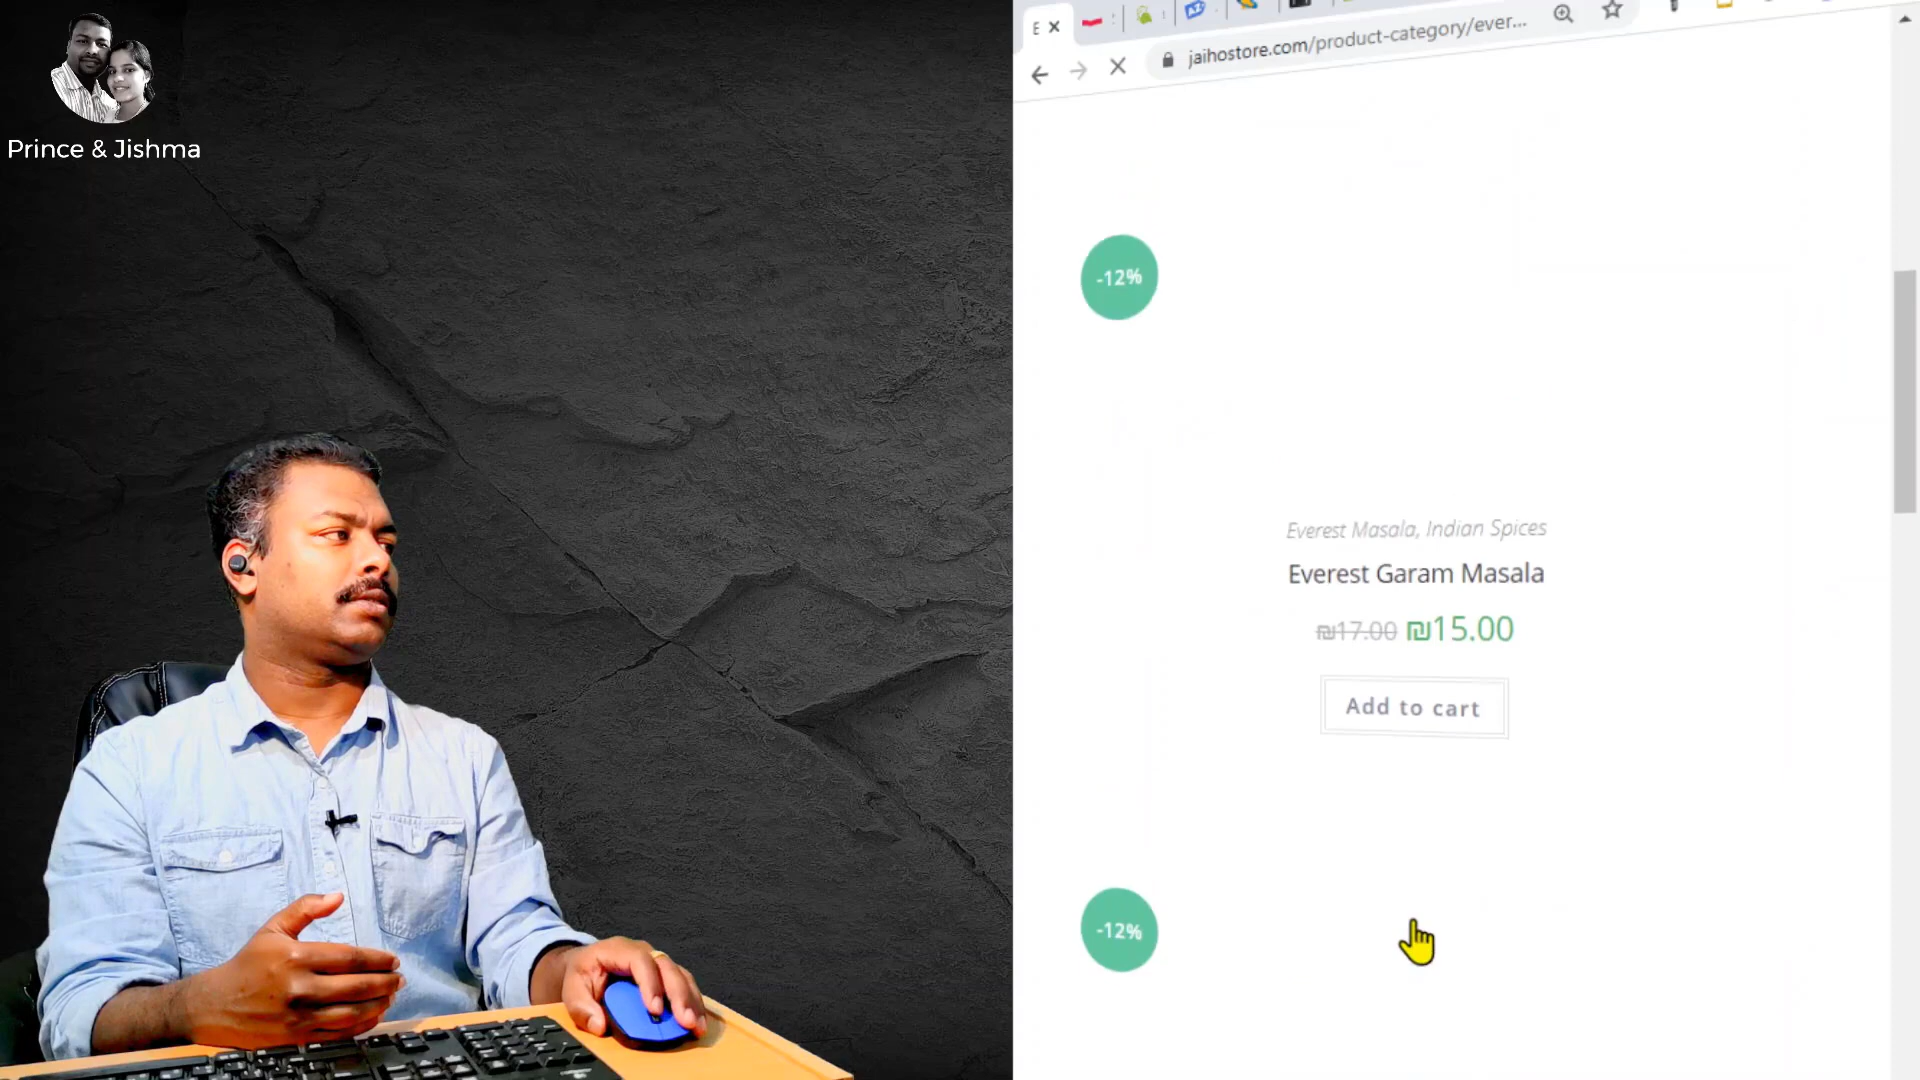 Prince & Jishma
E
jaihostore.com/product-category/ever...
-12%
Everest Masala, Indian Spices
Everest Garam Masala
₪17.00 ₪15.00
Add to cart
-12%